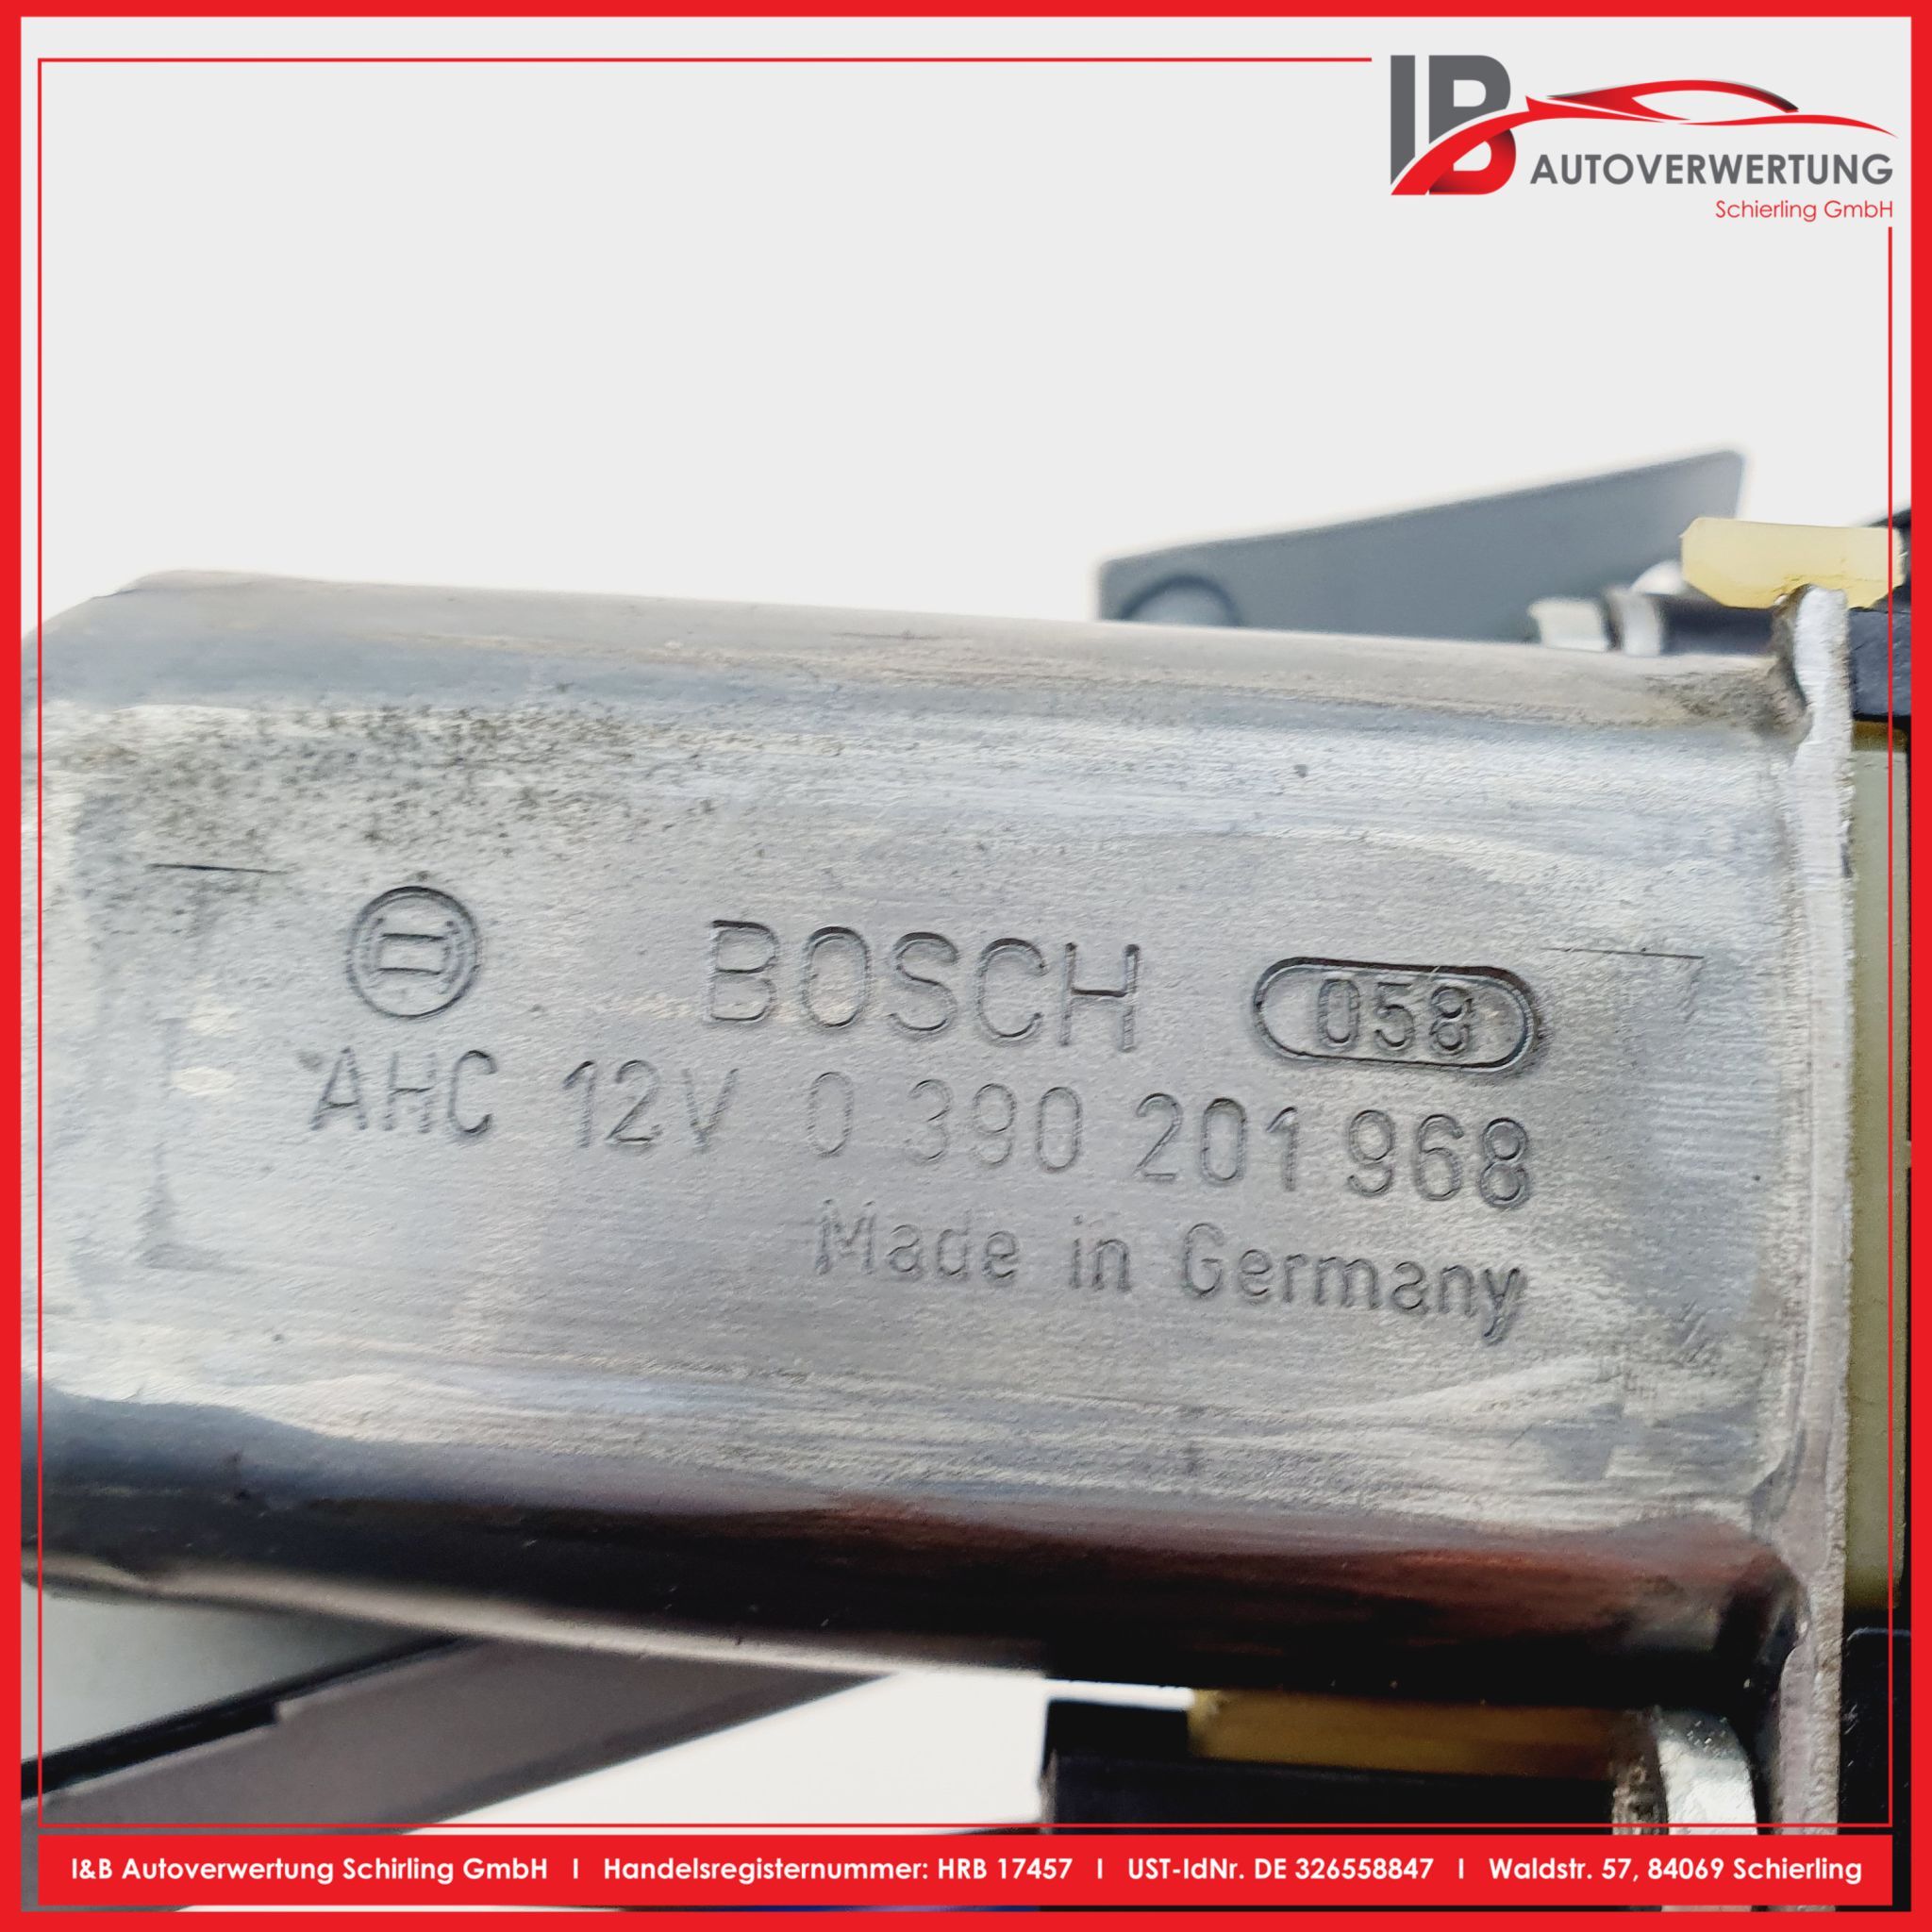 IB AUTOVERWERTUNG
Schierling GmbH
BOSCH 058
AHC 12V 0 390 201 968
Made in Germany
I&B Autoverwertung Schirling GmbH I Handelsregisternummer: HRB 17457 I UST-IdNr. DE 326558847 I Waldstr. 57, 84069 Schierling